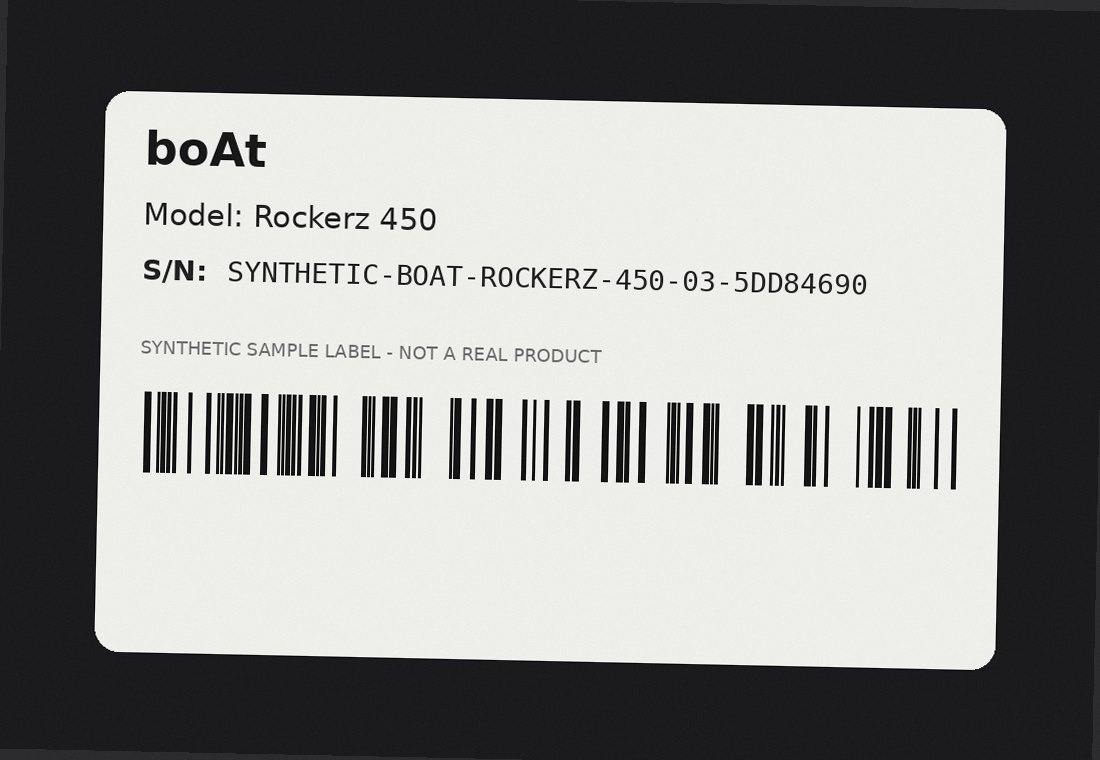 boAt
Model: Rockerz 450
S/N: SYNTHETIC-BOAT-ROCKERZ-450-03-5DD84690
SYNTHETIC SAMPLE LABEL - NOT A REAL PRODUCT